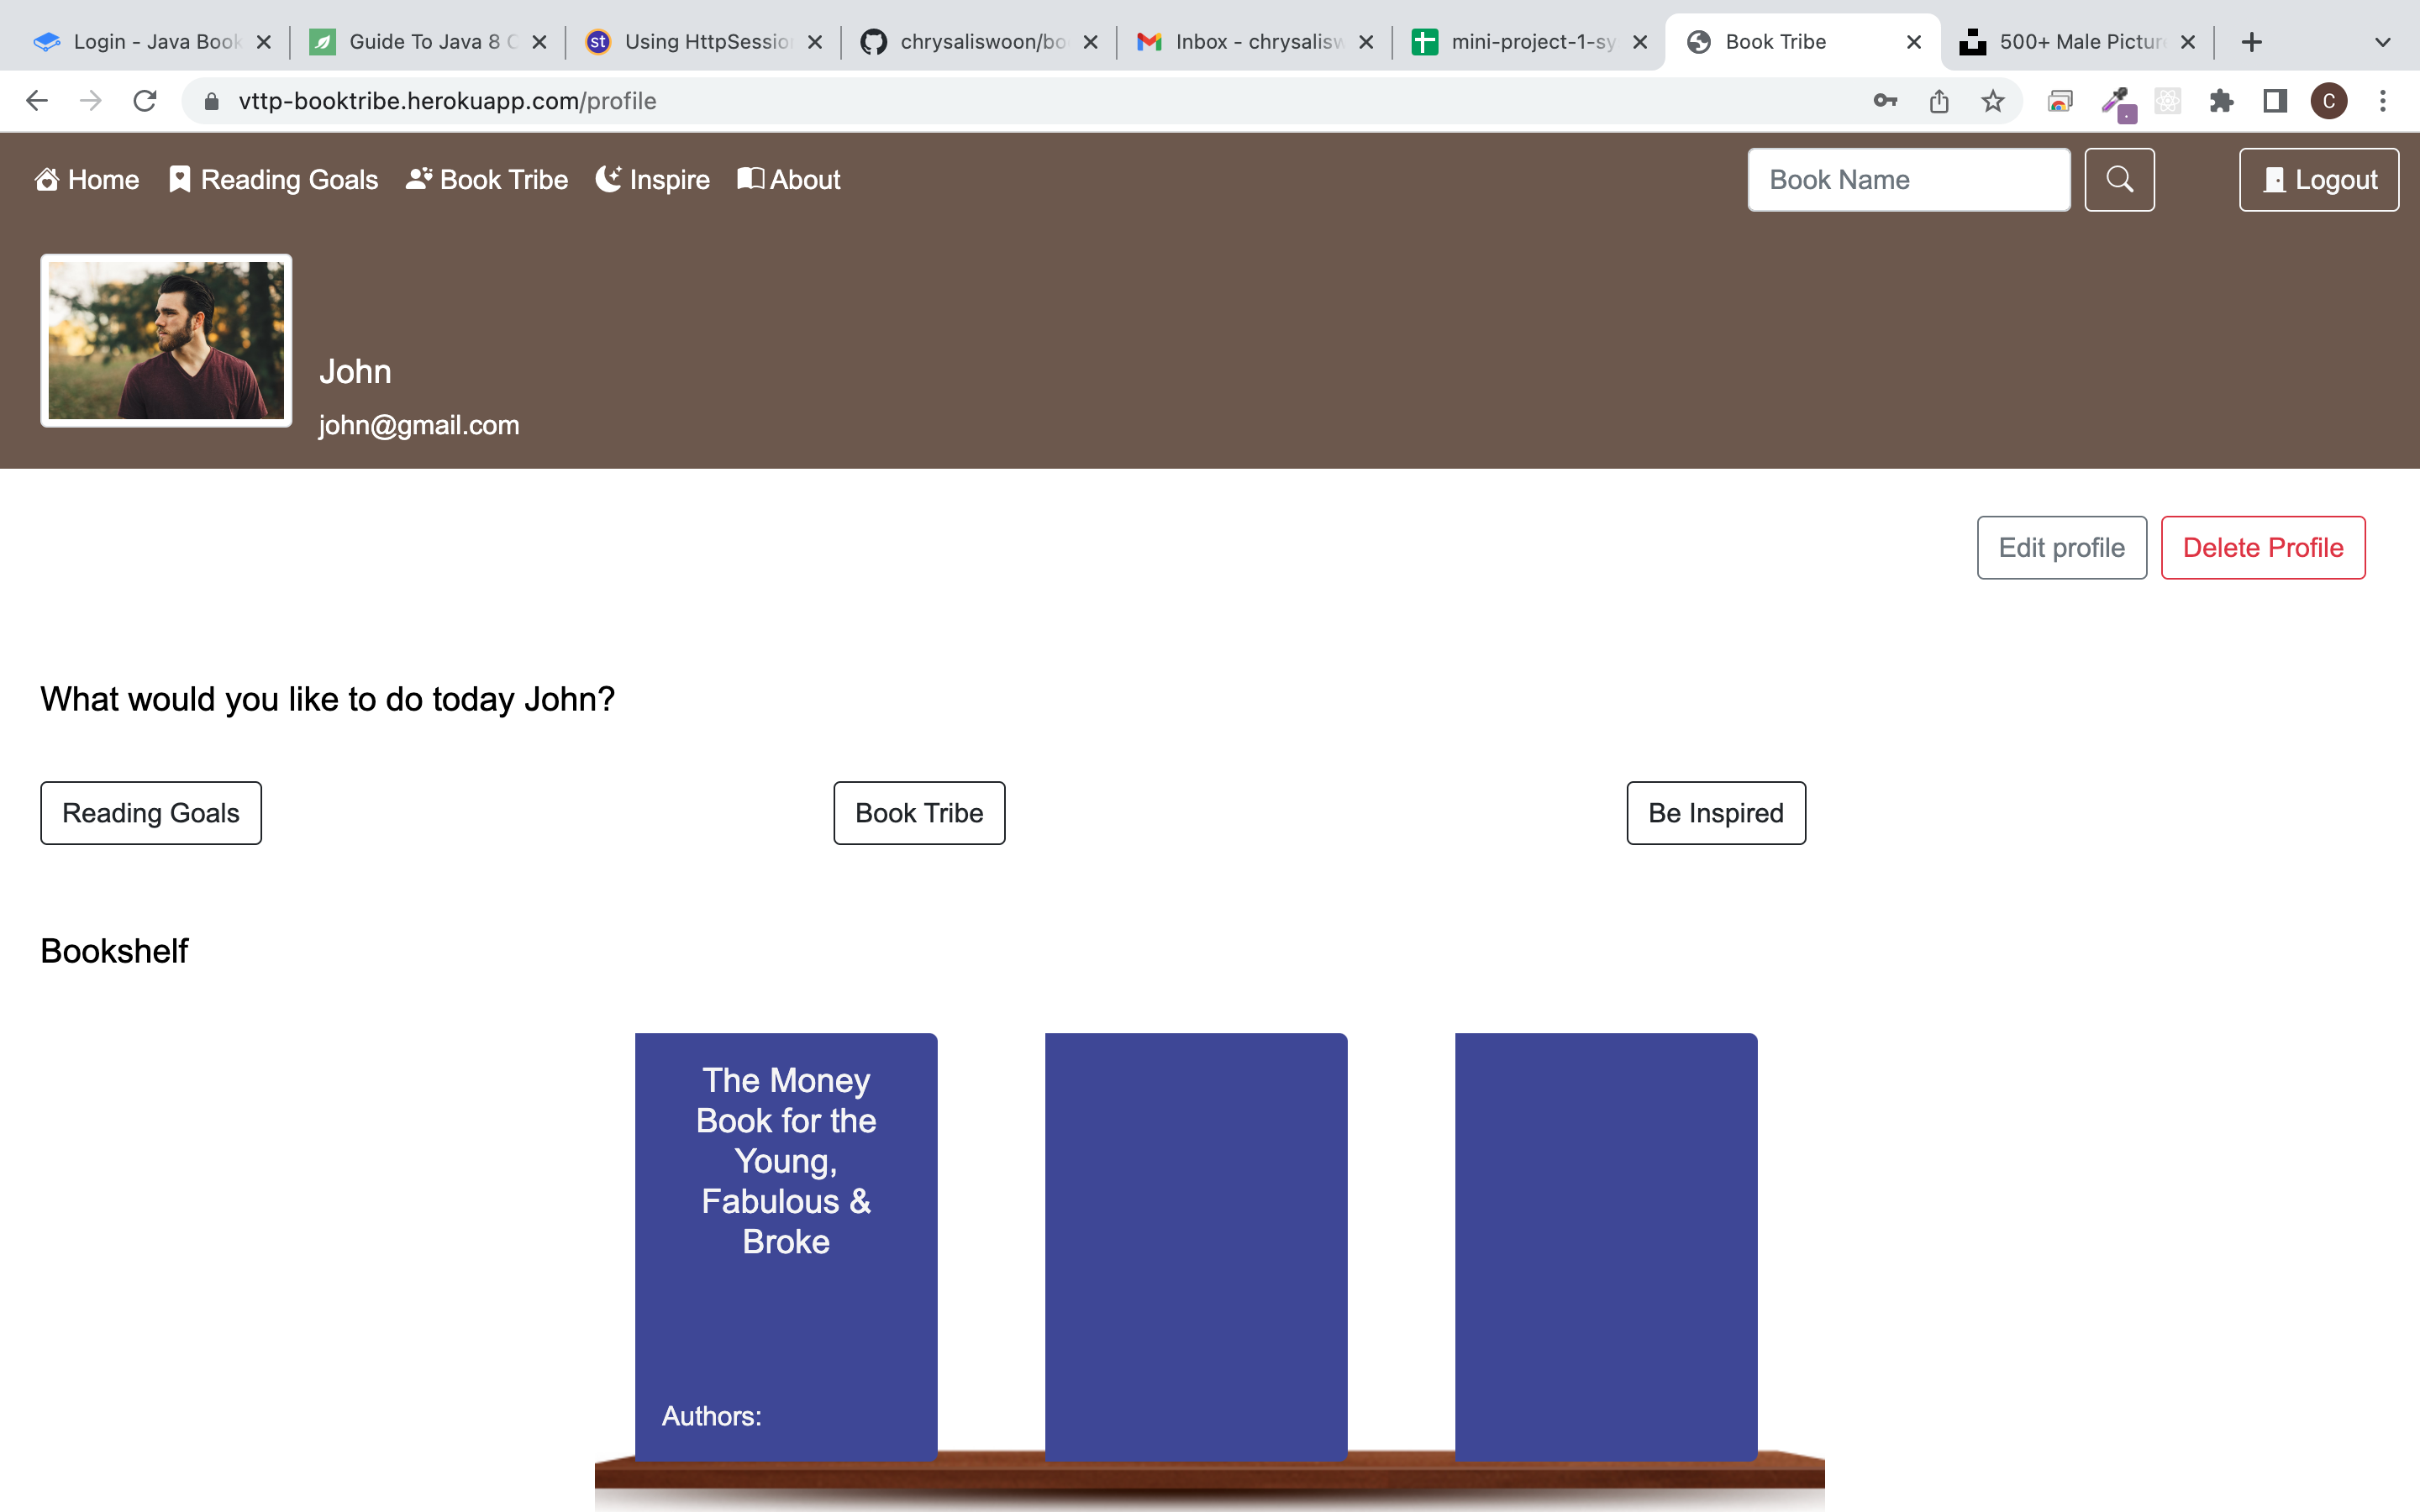 Login - Java Book
Guide To Java 8
Using HttpSession
chrysaliswoon/bo
Inbox - chrysalisw
mini-project-1-sy
Book Tribe
500+ Male Pictur
vttp-booktribe.herokuapp.com/profile
C
Home
Reading Goals
Book Tribe
Inspire
About
Book Name
Logout
John
john@gmail.com
Edit profile
Delete Profile
What would you like to do today John?
Reading Goals
Book Tribe
Be Inspired
Bookshelf
The Money
Book for the
Young,
Fabulous &
Broke
Authors: